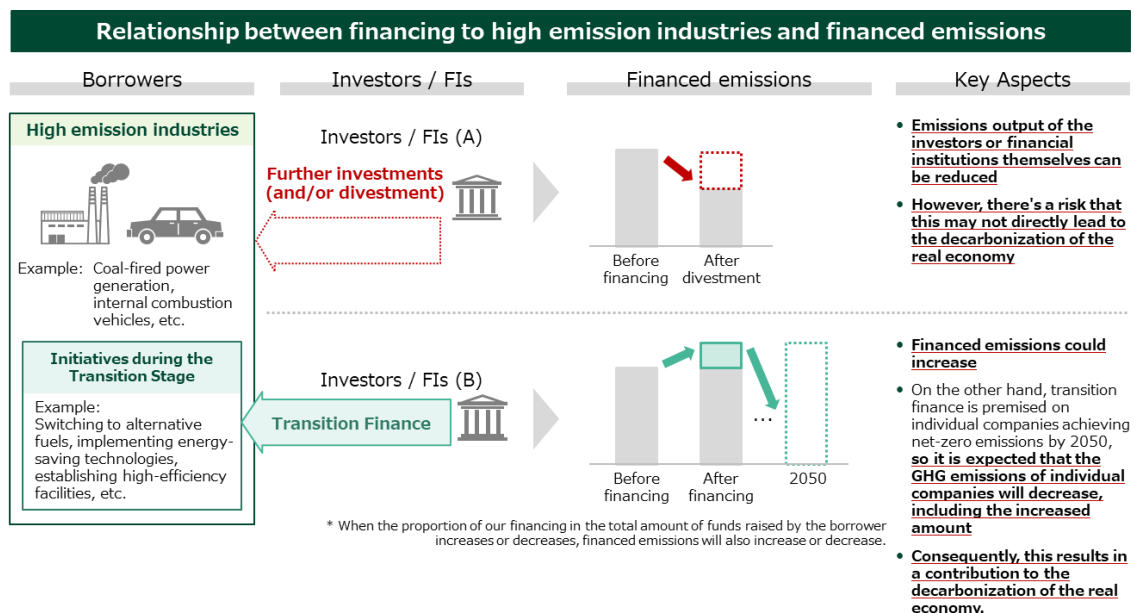 Relationship between financing to high emission industries and financed emissions
Borrowers
Investors / FIs
Financed emissions
Key Aspects
High emission industries
Example: Coal-fired power
generation,
internal combustion
vehicles, etc.
Initiatives during the
Transition Stage
Example:
Switching to alternative
fuels, implementing energy-
saving technologies,
establishing high-efficiency
facilities, etc.
Investors / FIs (A)
Further investments
(and/or divestment)
Before
financing
After
divestment
• Emissions output of the
investors or financial
institutions themselves can
be reduced
• However, there's a risk that
this may not directly lead to
the decarbonization of the
real economy
Investors / FIs (B)
Transition Finance
...
Before
financing
After
financing
2050
* When the proportion of our financing in the total amount of funds raised by the borrower
increases or decreases, financed emissions will also increase or decrease.
• Financed emissions could
increase
• On the other hand, transition
finance is premised on
individual companies achieving
net-zero emissions by 2050,
so it is expected that the
GHG emissions of individual
companies will decrease,
including the increased
amount
• Consequently, this results in
a contribution to the
decarbonization of the real
economy.